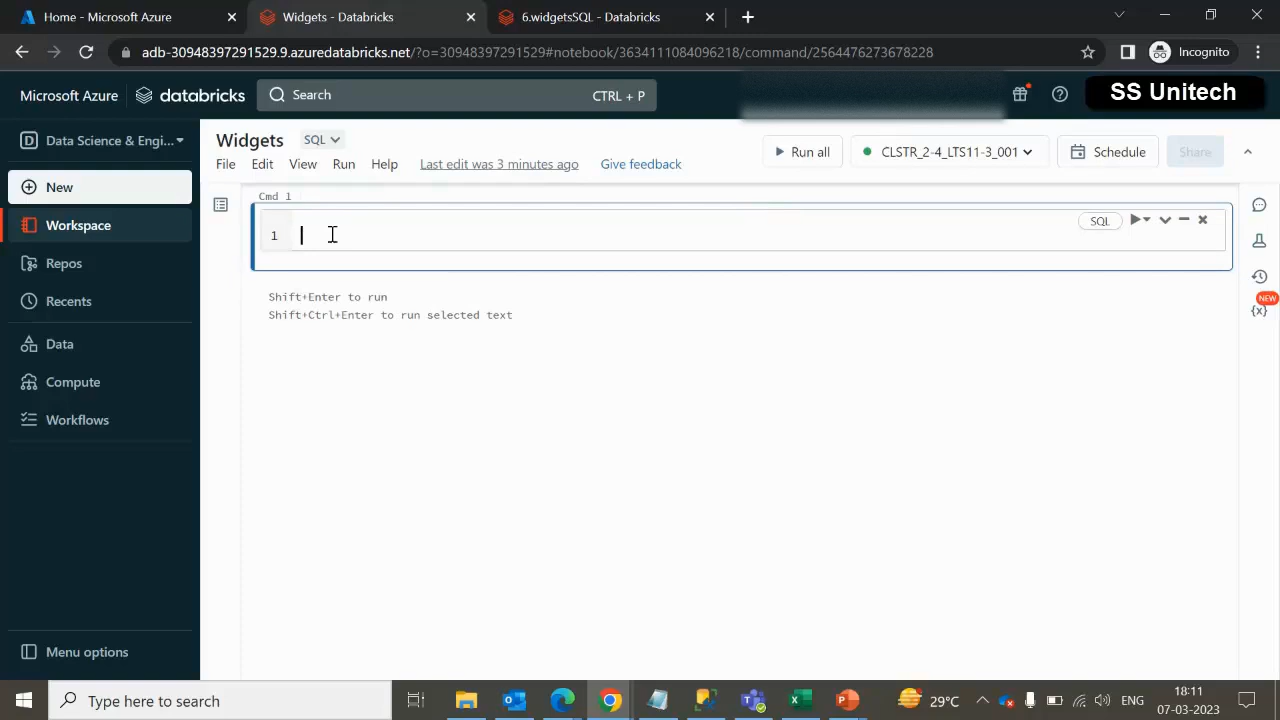 Home - Microsoft Azure
Widgets - Databricks
6.widgetsSQL - Databricks
adb-30948397291529.9.azuredatabricks.net/?o=30948397291529#notebook/3634111084096218/command/2564476273678228
Incognito
Microsoft Azure
databricks
Search
CTRL + P
SS Unitech
Data Science & Engi...
Widgets
SQL
Run all
CLSTR_2-4_LTS11-3_001
Schedule
Share
File
Edit
View
Run
Help
Last edit was 3 minutes ago
Give feedback
New
Workspace
Repos
Recents
Data
Compute
Workflows
Menu options
Cmd 1
1
SQL
Shift+Enter to run
Shift+Ctrl+Enter to run selected text
NEW
{x}
Type here to search
29°C
ENG
18:11
07-03-2023